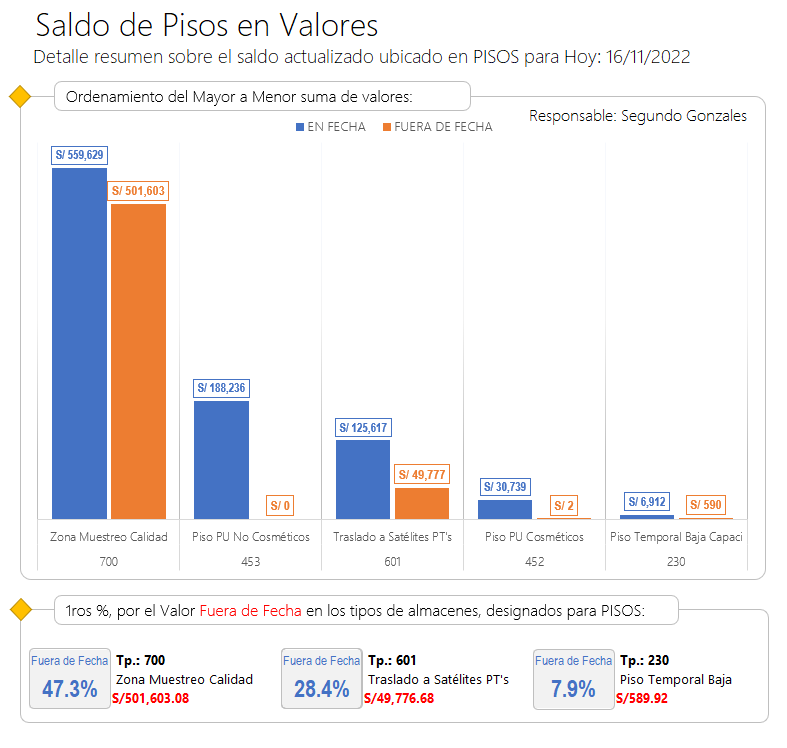 Saldo de Pisos en Valores
Detalle resumen sobre el saldo actualizado ubicado en PISOS para Hoy: 16/11/2022
Ordenamiento del Mayor a Menor suma de valores:
Responsable: Segundo Gonzales
EN FECHA FUERA DE FECHA
S/ 559,629
S/ 501,603
S/ 188,236
S/ 0
S/ 125,617
S/ 49,777
S/ 30,739
S/ 2
S/ 6,912
S/ 590
Zona Muestreo Calidad Piso PU No Cosméticos Traslado a Satélites PT's Piso PU Cosméticos Piso Temporal Baja Capaci
700 453 601 452 230
1ros %, por el Valor Fuera de Fecha en los tipos de almacenes, designados para PISOS:
Fuera de Fecha
47.3%
Tp.: 700
Zona Muestreo Calidad
S/501,603.08
Fuera de Fecha
28.4%
Tp.: 601
Traslado a Satélites PT's
S/49,776.68
Fuera de Fecha
7.9%
Tp.: 230
Piso Temporal Baja
S/589.92